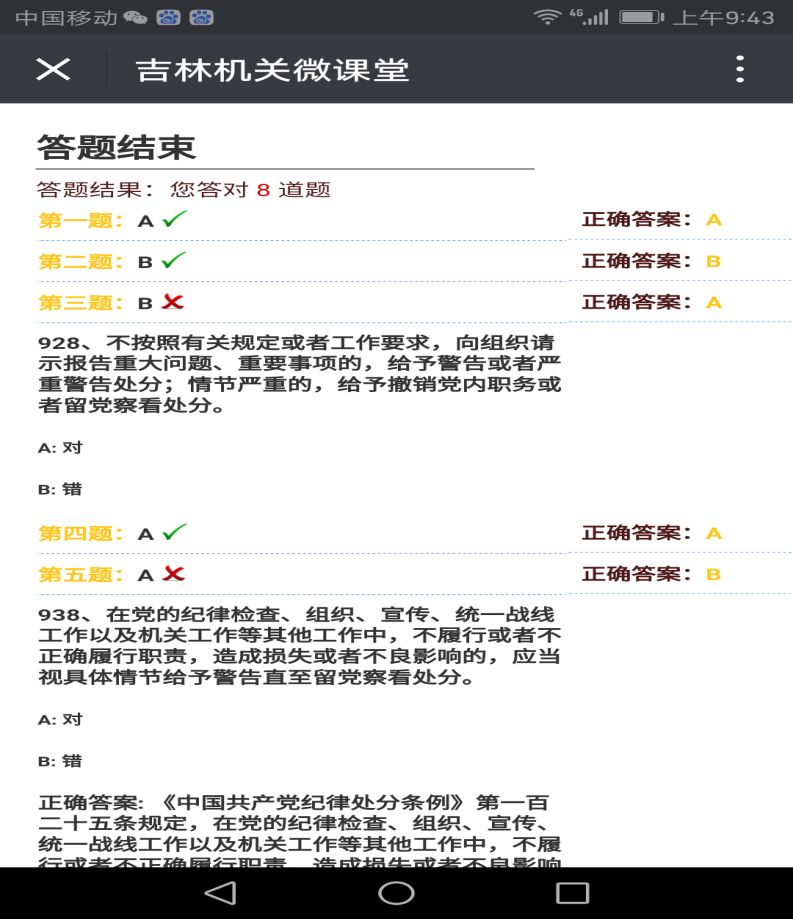 中国移动 4G 上午9:43
吉林机关微课堂
答题结束
答题结果：您答对 8 道题
第一题：A 正确答案：A
第二题：B 正确答案：B
第三题：B 正确答案：A
928、不按照有关规定或者工作要求，向组织请
示报告重大问题、重要事项的，给予警告或者严
重警告处分；情节严重的，给予撤销党内职务或
者留党察看处分。
A: 对
B: 错
第四题：A 正确答案：A
第五题：A 正确答案：B
938、在党的纪律检查、组织、宣传、统一战线
工作以及机关工作等其他工作中，不履行或者不
正确履行职责，造成损失或者不良影响的，应当
视具体情节给予警告直至留党察看处分。
A: 对
B: 错
正确答案: 《中国共产党纪律处分条例》第一百
二十五条规定，在党的纪律检查、组织、宣传、
统一战线工作以及机关工作等其他工作中，不履
行或者不正确履行职责，造成损失或者不良影响